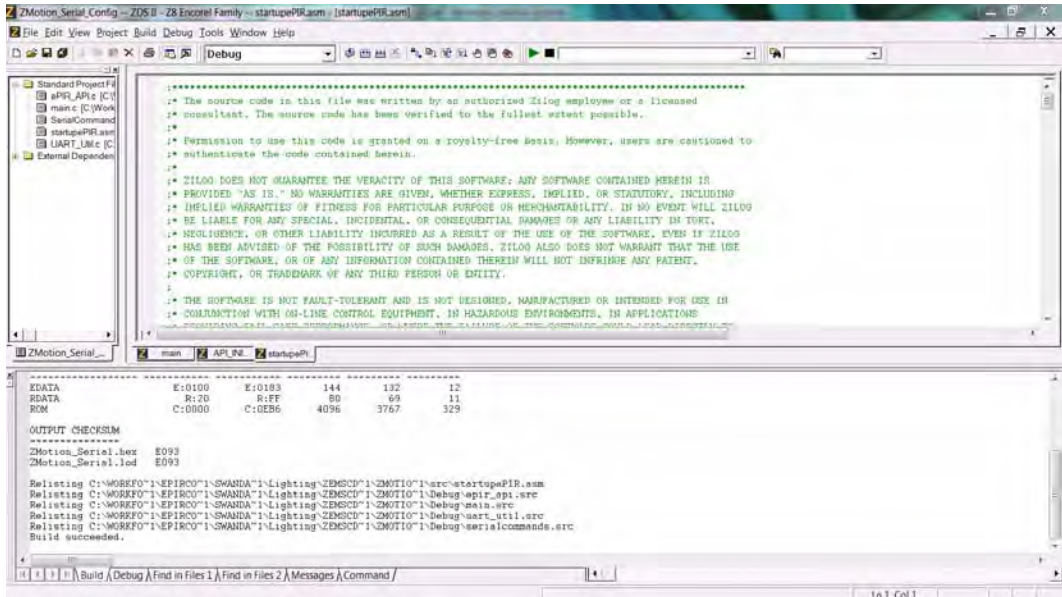 ZMotion_Serial_Config -- ZDS II - Z8 Encore! Family -- startupePIR.asm - [startupePIR.asm]
File Edit View Project Build Debug Tools Window Help
Debug
Standard Project Fi
ePIR_API.c [C:\
main.c [C:\Work
SerialCommand
startupePIR.asm
UART_Util.c [C:
External Dependen
;* The source code in this file was written by an authorized Zilog employee or a licensed
;* consultant. The source code has been verified to the fullest extent possible.
;*
;* Permission to use this code is granted on a royalty-free basis. However, users are cautioned to
;* authenticate the code contained herein.
;*
;* ZILOG DOES NOT GUARANTEE THE VERACITY OF THIS SOFTWARE; ANY SOFTWARE CONTAINED HEREIN IS
;* PROVIDED "AS IS." NO WARRANTIES ARE GIVEN, WHETHER EXPRESS, IMPLIED, OR STATUTORY, INCLUDING
;* IMPLIED WARRANTIES OF FITNESS FOR PARTICULAR PURPOSE OR MERCHANTABILITY. IN NO EVENT WILL ZILOG
;* BE LIABLE FOR ANY SPECIAL, INCIDENTAL, OR CONSEQUENTIAL DAMAGES OR ANY LIABILITY IN TORT,
;* NEGLIGENCE, OR OTHER LIABILITY INCURRED AS A RESULT OF THE USE OF THE SOFTWARE, EVEN IF ZILOG
;* HAS BEEN ADVISED OF THE POSSIBILITY OF SUCH DAMAGES. ZILOG ALSO DOES NOT WARRANT THAT THE USE
;* OF THE SOFTWARE, OR OF ANY INFORMATION CONTAINED THEREIN WILL NOT INFRINGE ANY PATENT,
;* COPYRIGHT, OR TRADEMARK OF ANY THIRD PERSON OR ENTITY.
;
;* THE SOFTWARE IS NOT FAULT-TOLERANT AND IS NOT DESIGNED, MANUFACTURED OR INTENDED FOR USE IN
;* CONJUNCTION WITH ON-LINE CONTROL EQUIPMENT, IN HAZARDOUS ENVIRONMENTS, IN APPLICATIONS
ZMotion_Serial_...
main API_INI... startupePI...
EDATA E:0100 E:0183 144 132 12
RDATA R:20 R:FF 80 69 11
ROM C:0000 C:0EB6 4096 3767 329
OUTPUT CHECKSUM
ZMotion_Serial.hex E093
ZMotion_Serial.lod E093
Relisting C:\WORKFO~1\EPIRCO~1\SWANDA~1\Lighting\ZEMSCD~1\ZMOTIO~1\src\startupePIR.asm
Relisting C:\WORKFO~1\EPIRCO~1\SWANDA~1\Lighting\ZEMSCD~1\ZMOTIO~1\Debug\epir_api.src
Relisting C:\WORKFO~1\EPIRCO~1\SWANDA~1\Lighting\ZEMSCD~1\ZMOTIO~1\Debug\main.src
Relisting C:\WORKFO~1\EPIRCO~1\SWANDA~1\Lighting\ZEMSCD~1\ZMOTIO~1\Debug\uart_util.src
Relisting C:\WORKFO~1\EPIRCO~1\SWANDA~1\Lighting\ZEMSCD~1\ZMOTIO~1\Debug\serialcommands.src
Build succeeded.
Build Debug Find in Files 1 Find in Files 2 Messages Command
Ln 1, Col 1